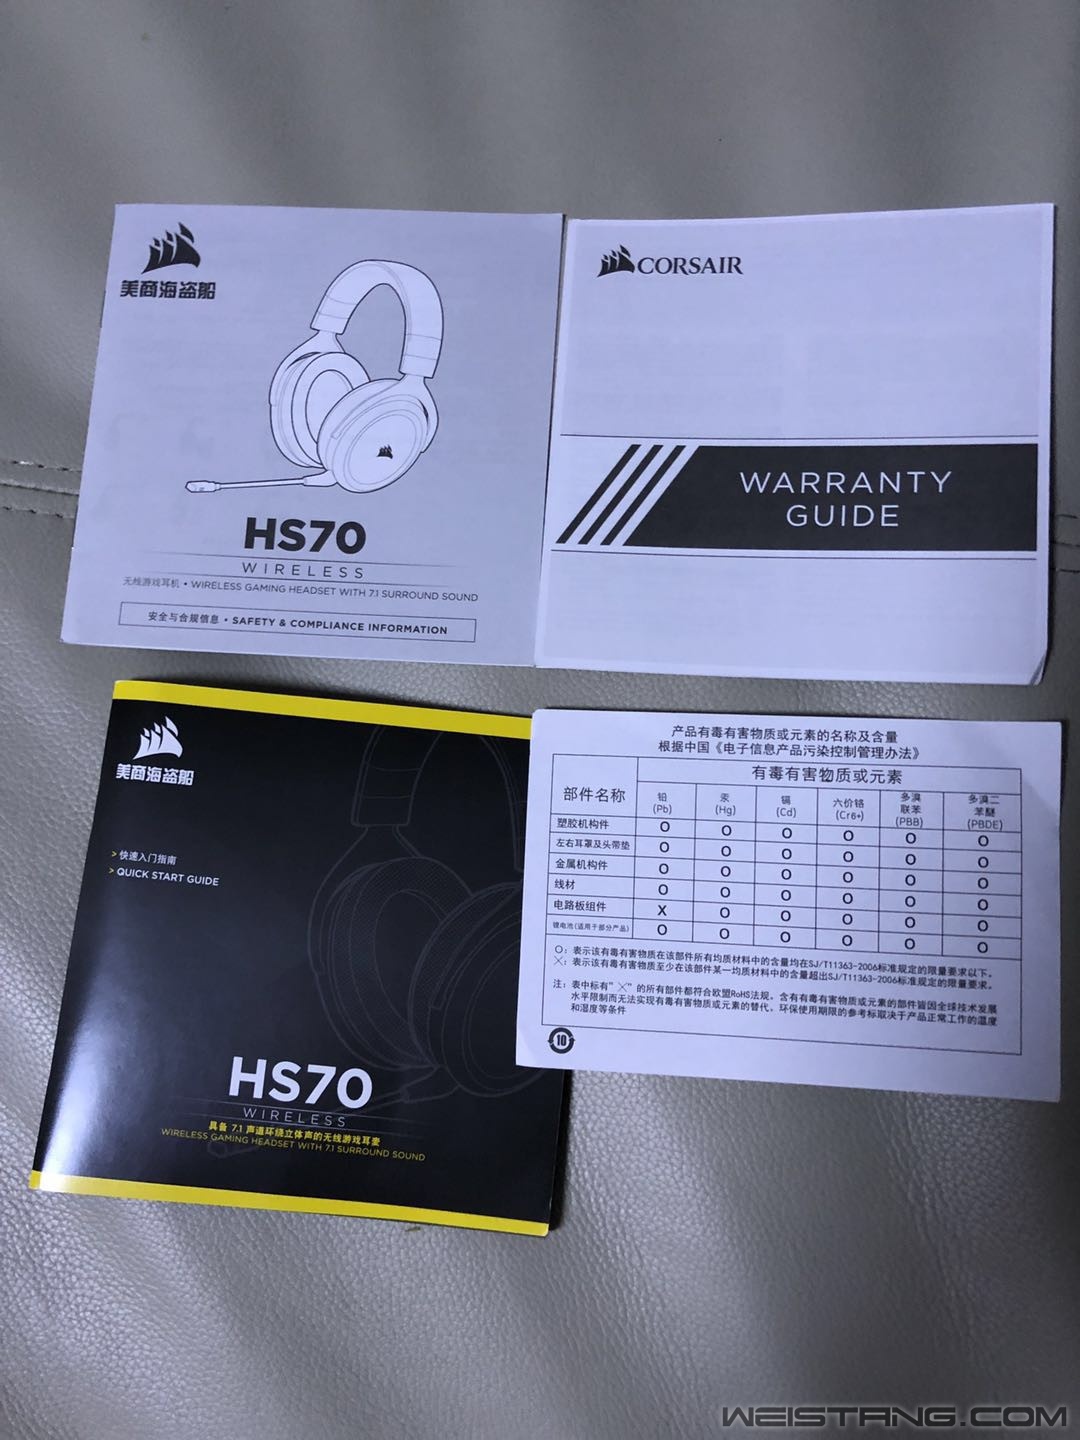 美商海盗船
HS70
WIRELESS
无线游戏耳机 • WIRELESS GAMING HEADSET WITH 7.1 SURROUND SOUND
安全与合规信息 • SAFETY & COMPLIANCE INFORMATION
CORSAIR
WARRANTY
GUIDE
美商海盗船
> 快速入门指南
> QUICK START GUIDE
HS70
WIRELESS
具备 7.1 声道环绕立体声的无线游戏耳麦
WIRELESS GAMING HEADSET WITH 7.1 SURROUND SOUND
产品有毒有害物质或元素的名称及含量
根据中国《电子信息产品污染控制管理办法》
部件名称 有毒有害物质或元素
铅 (Pb) 汞 (Hg) 镉 (Cd) 六价铬 (Cr6+) 多溴联苯 (PBB) 多溴二苯醚 (PBDE)
塑胶机构件 O O O O O O
左右耳罩及头带垫 O O O O O O
金属机构件 O O O O O O
线材 O O O O O O
电路板组件 X O O O O O
锂电池(适用于部分产品) O O O O O O
O：表示该有毒有害物质在该部件所有均质材料中的含量均在SJ/T11363-2006标准规定的限量要求以下。
X：表示该有毒有害物质至少在该部件某一均质材料中的含量超出SJ/T11363-2006标准规定的限量要求。
注：表中标有"X"的所有部件都符合欧盟RoHS法规。含有有毒有害物质或元素的部件皆因全球技术发展
水平限制而无法实现有毒有害物质或元素的替代，环保使用期限的参考标取决于产品正常工作的温度
和湿度等条件
10
WEISTANG.COM